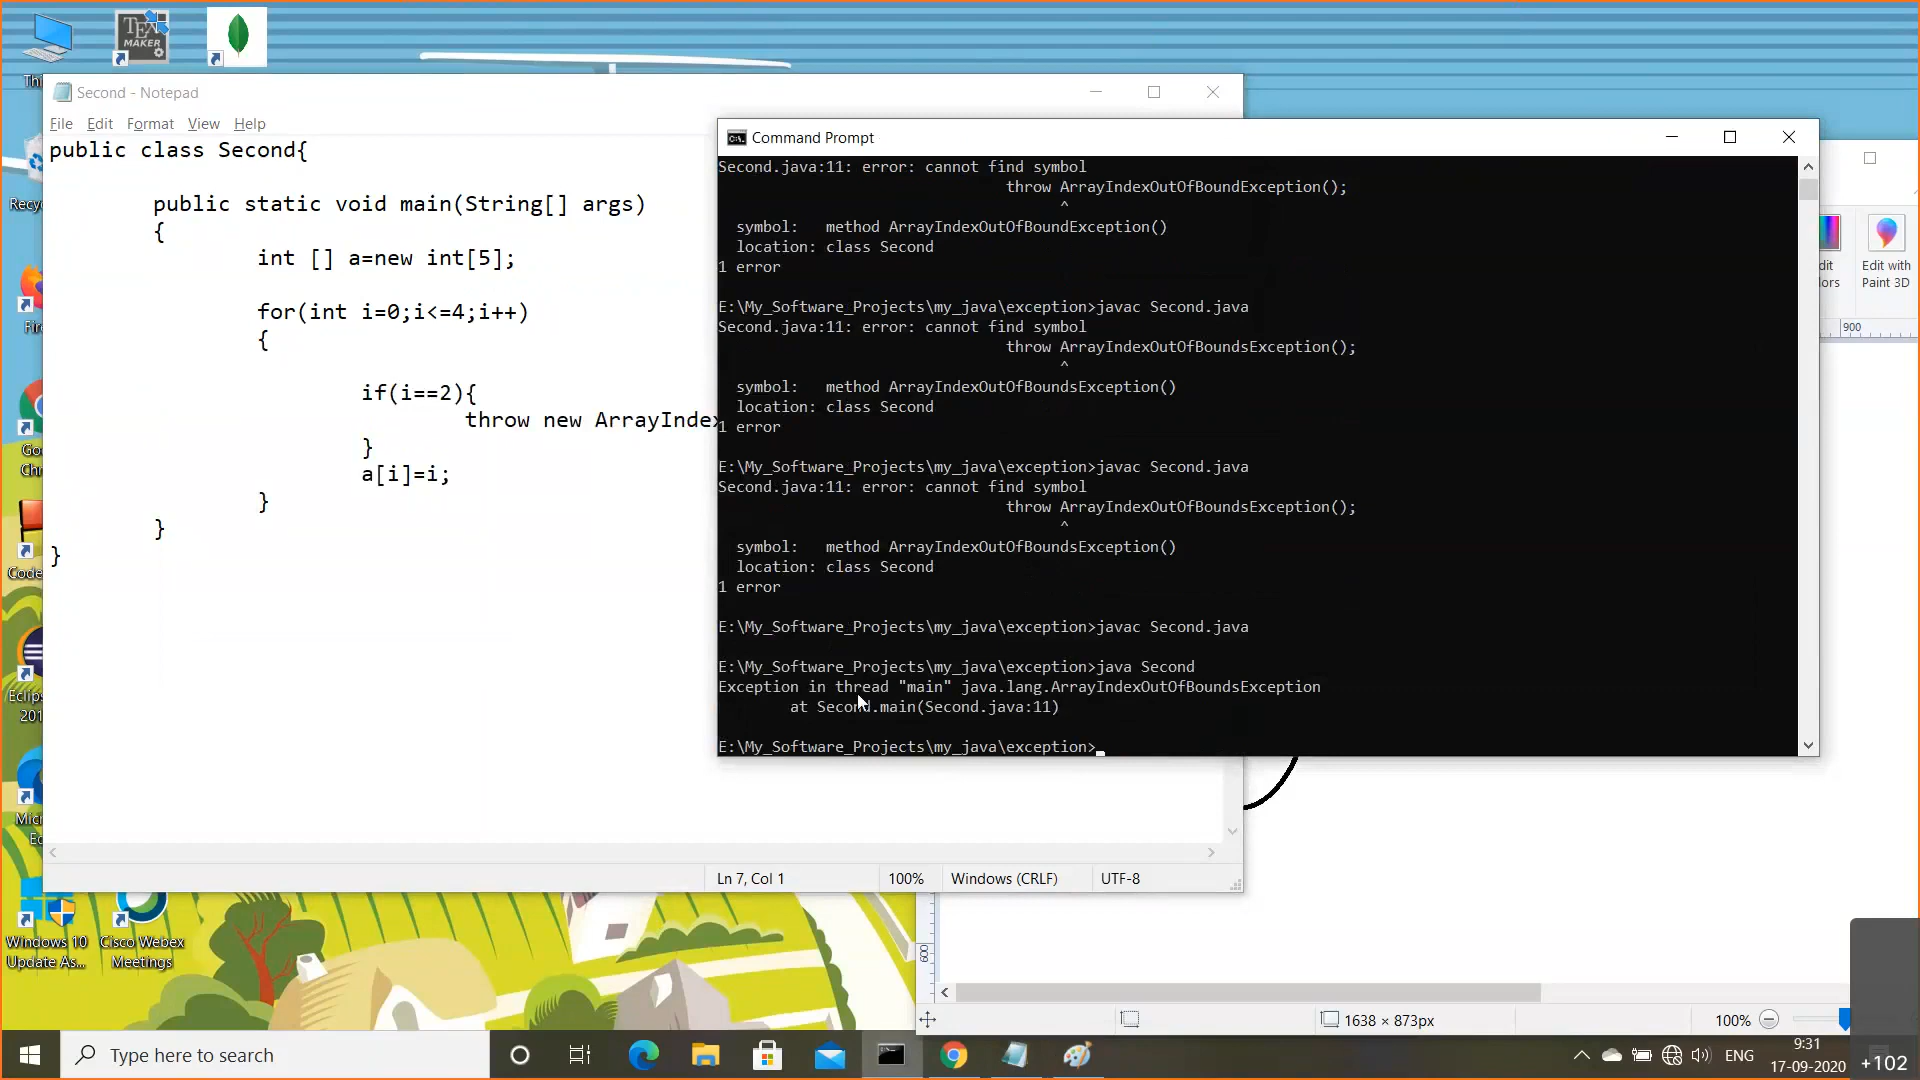 TEX
MAKER
Second - Notepad
File Edit Format View Help
public class Second{
public static void main(String[] args)
{
int [] a=new int[5];
for(int i=0;i<=4;i++)
{
if(i==2){
throw new ArrayIndex
}
a[i]=i;
}
}
}
Ln 7, Col 1 100% Windows (CRLF) UTF-8
Command Prompt
Second.java:11: error: cannot find symbol
throw ArrayIndexOutOfBoundException();
^
symbol: method ArrayIndexOutOfBoundException()
location: class Second
1 error
E:\My_Software_Projects\my_java\exception>javac Second.java
Second.java:11: error: cannot find symbol
throw ArrayIndexOutOfBoundsException();
^
symbol: method ArrayIndexOutOfBoundsException()
location: class Second
1 error
E:\My_Software_Projects\my_java\exception>javac Second.java
Second.java:11: error: cannot find symbol
throw ArrayIndexOutOfBoundsException();
^
symbol: method ArrayIndexOutOfBoundsException()
location: class Second
1 error
E:\My_Software_Projects\my_java\exception>javac Second.java
E:\My_Software_Projects\my_java\exception>java Second
Exception in thread "main" java.lang.ArrayIndexOutOfBoundsException
at Second.main(Second.java:11)
E:\My_Software_Projects\my_java\exception>
Edit with
Paint 3D
900
600
Windows 10
Update As...
Cisco Webex
Meetings
1638 × 873px
100%
Type here to search
ENG
9:31
17-09-2020
+102